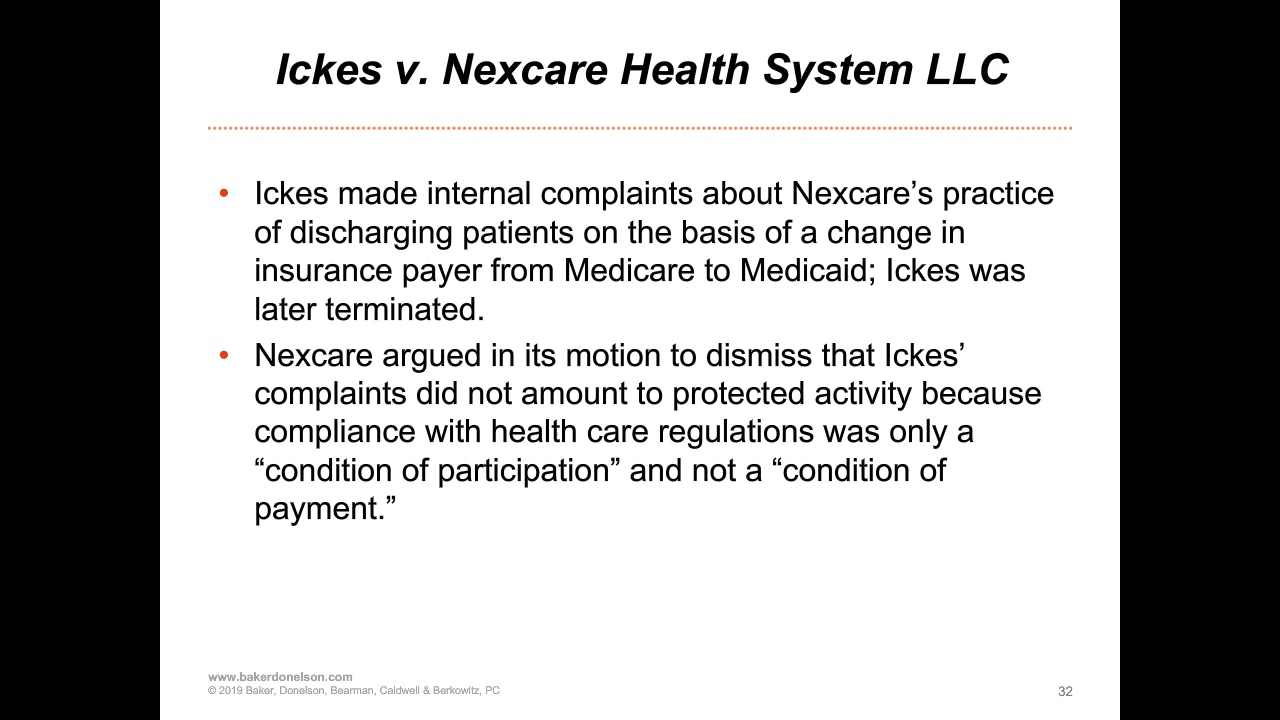 Ickes v. Nexcare Health System LLC
• Ickes made internal complaints about Nexcare’s practice
of discharging patients on the basis of a change in
insurance payer from Medicare to Medicaid; Ickes was
later terminated.
• Nexcare argued in its motion to dismiss that Ickes’
complaints did not amount to protected activity because
compliance with health care regulations was only a
“condition of participation” and not a “condition of
payment.”
www.bakerdonelson.com
© 2019 Baker, Donelson, Bearman, Caldwell & Berkowitz, PC
32